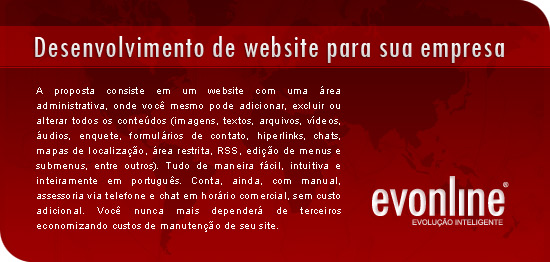 Desenvolvimento de website para sua empresa
A proposta consiste em um website com uma área
administrativa, onde você mesmo pode adicionar, excluir ou
alterar todos os conteúdos (imagens, textos, arquivos, vídeos,
áudios, enquete, formulários de contato, hiperlinks, chats,
mapas de localização, área restrita, RSS, edição de menus e
submenus, entre outros). Tudo de maneira fácil, intuitiva e
inteiramente em português. Conta, ainda, com manual,
assessoria via telefone e chat em horário comercial, sem custo
adicional. Você nunca mais dependerá de terceiros
economizando custos de manutenção de seu site.
evonline®
EVOLUÇÃO INTELIGENTE